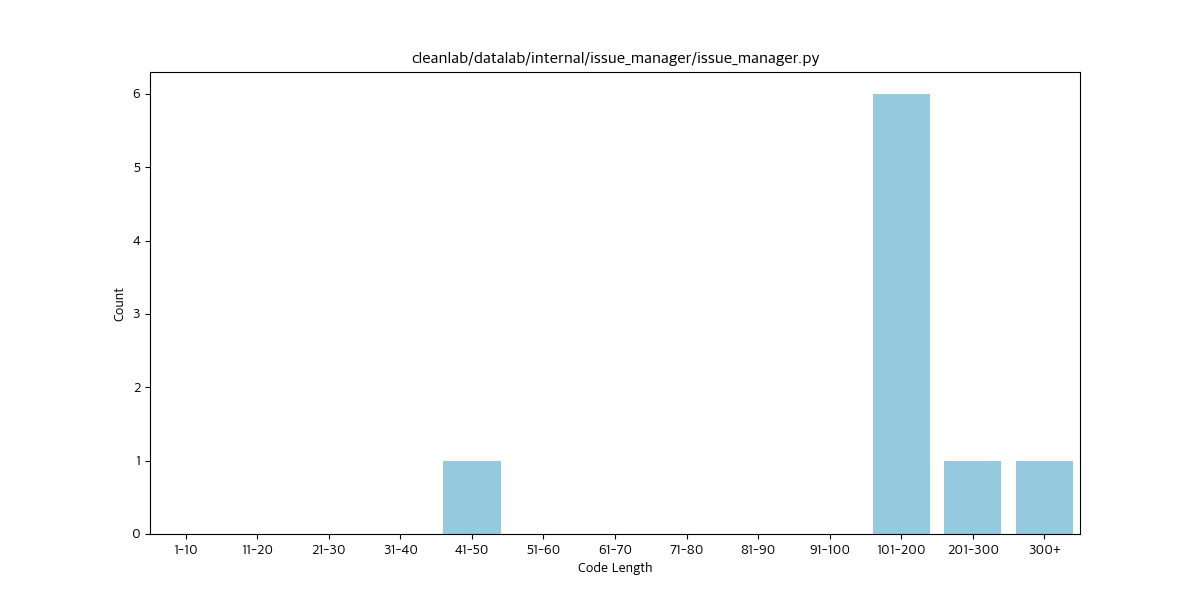 cleanlab/datalab/internal/issue_manager/issue_manager.py
6
5
4
3
2
1
0
Count
1-10 11-20 21-30 31-40 41-50 51-60 61-70 71-80 81-90 91-100 101-200 201-300 300+
Code Length